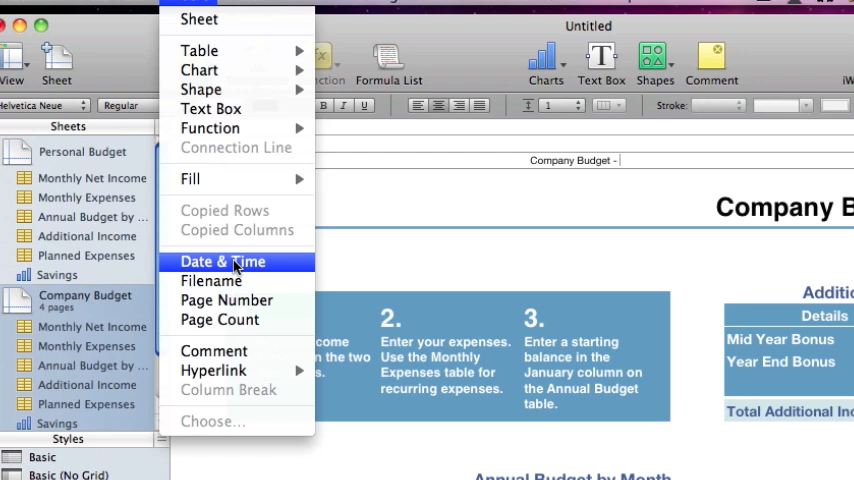 Untitled
View
Sheet
Formula List
Charts
Text Box
Shapes
Comment
Helvetica Neue
Regular
B I U
1
Stroke:
Sheets
Personal Budget
Monthly Net Income
Monthly Expenses
Annual Budget by ...
Additional Income
Planned Expenses
Savings
Company Budget
4 pages
Monthly Net Income
Monthly Expenses
Annual Budget by ...
Additional Income
Planned Expenses
Savings
Styles
Basic
Basic (No Grid)
Sheet
Table
Chart
Shape
Text Box
Function
Connection Line
Fill
Copied Rows
Copied Columns
Date & Time
Filename
Page Number
Page Count
Comment
Hyperlink
Column Break
Choose...
Company Budget -
Company B
2.
Enter your expenses.
Use the Monthly
Expenses table for
recurring expenses.
3.
Enter a starting
balance in the
January column on
the Annual Budget
table.
Additio
Details
Mid Year Bonus
Year End Bonus
Total Additional Inc
Annual Budget by Month